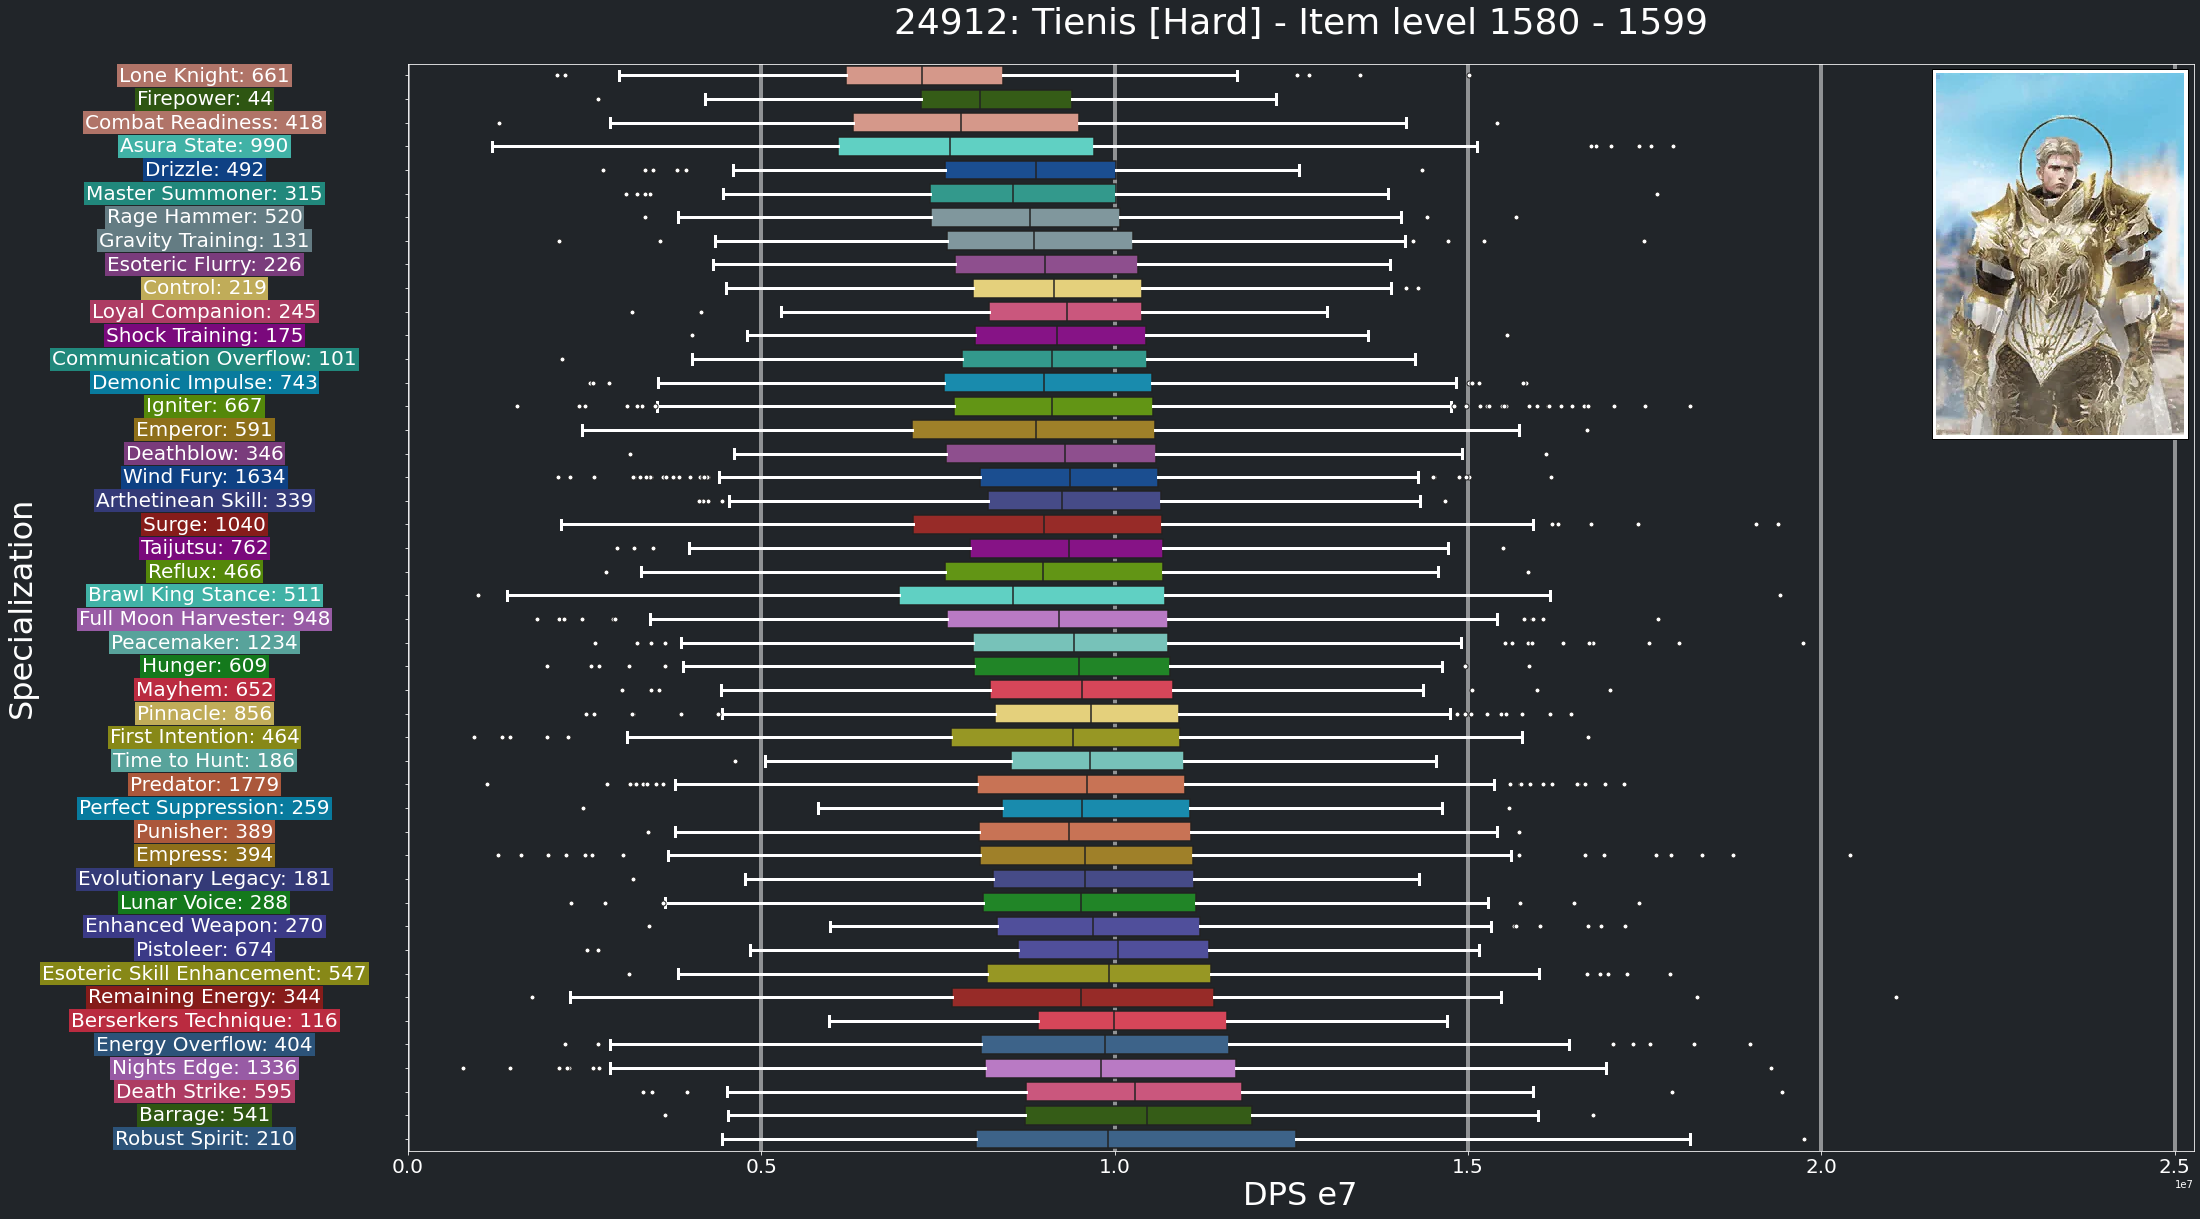 24912: Tienis [Hard] - Item level 1580 - 1599
Specialization
Lone Knight: 661
Firepower: 44
Combat Readiness: 418
Asura State: 990
Drizzle: 492
Master Summoner: 315
Rage Hammer: 520
Gravity Training: 131
Esoteric Flurry: 226
Control: 219
Loyal Companion: 245
Shock Training: 175
Communication Overflow: 101
Demonic Impulse: 743
Igniter: 667
Emperor: 591
Deathblow: 346
Wind Fury: 1634
Arthetinean Skill: 339
Surge: 1040
Taijutsu: 762
Reflux: 466
Brawl King Stance: 511
Full Moon Harvester: 948
Peacemaker: 1234
Hunger: 609
Mayhem: 652
Pinnacle: 856
First Intention: 464
Time to Hunt: 186
Predator: 1779
Perfect Suppression: 259
Punisher: 389
Empress: 394
Evolutionary Legacy: 181
Lunar Voice: 288
Enhanced Weapon: 270
Pistoleer: 674
Esoteric Skill Enhancement: 547
Remaining Energy: 344
Berserkers Technique: 116
Energy Overflow: 404
Nights Edge: 1336
Death Strike: 595
Barrage: 541
Robust Spirit: 210
0.0 0.5 1.0 1.5 2.0 2.5
1e7
DPS e7